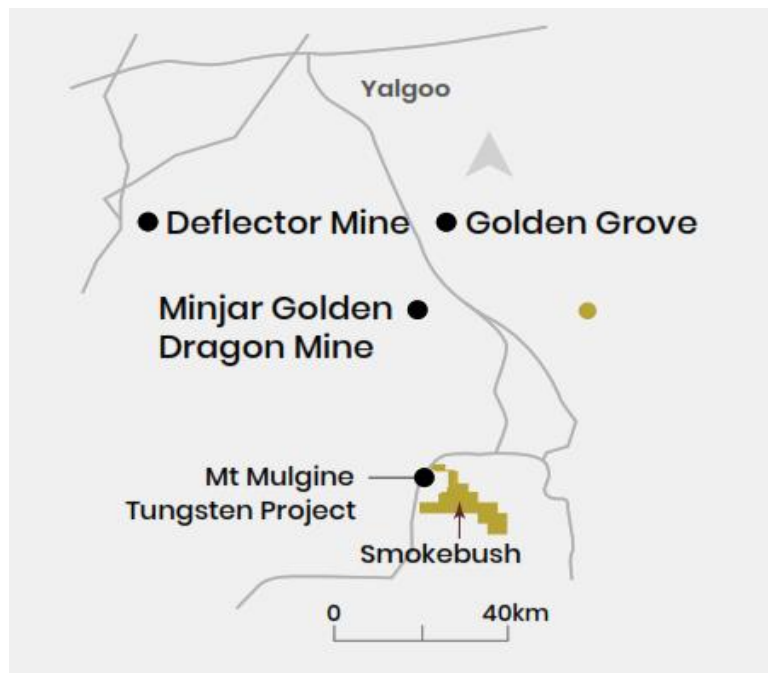 Yalgoo
Deflector Mine
Golden Grove
Minjar Golden
Dragon Mine
Mt Mulgine
Tungsten Project
Smokebush
0
40km